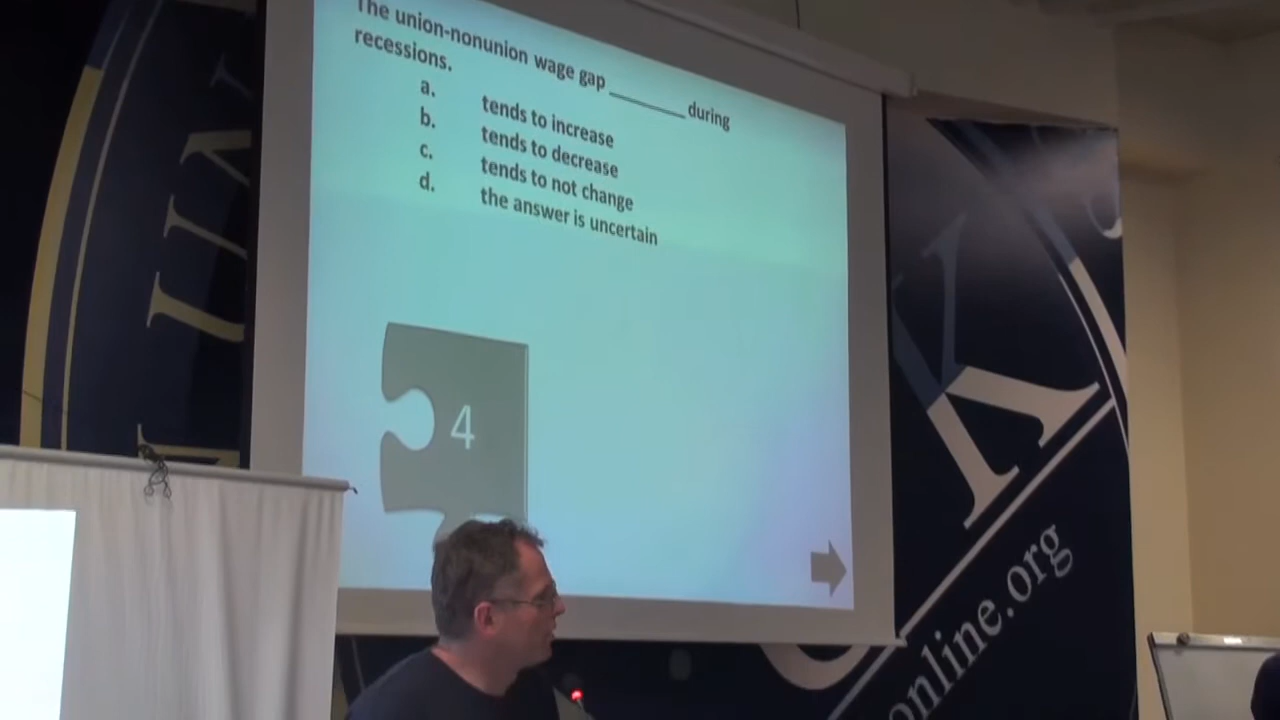 The union-nonunion wage gap ________ during
recessions.
a. tends to increase
b. tends to decrease
c. tends to not change
d. the answer is uncertain
4
online.org